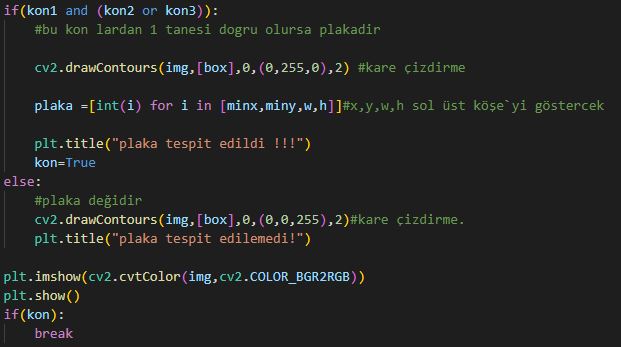 if(kon1 and (kon2 or kon3)):
#bu kon lardan 1 tanesi dogru olursa plakadir
cv2.drawContours(img,[box],0,(0,255,0),2) #kare çizdirme
plaka =[int(i) for i in [minx,miny,w,h]]#x,y,w,h sol üst köşe`yi göstercek
plt.title("plaka tespit edildi !!!")
kon=True
else:
#plaka değidir
cv2.drawContours(img,[box],0,(0,0,255),2)#kare çizdirme.
plt.title("plaka tespit edilemedi!")
plt.imshow(cv2.cvtColor(img,cv2.COLOR_BGR2RGB))
plt.show()
if(kon):
break